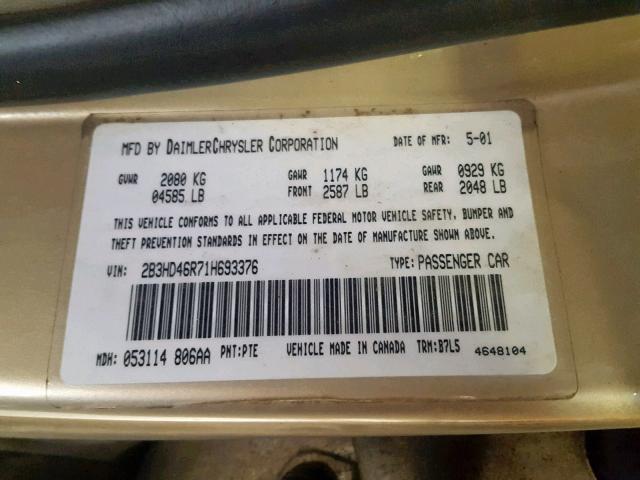 MFD BY DAIMLERCHRYSLER CORPORATION DATE OF MFR: 5-01
GVWR 2080 KG GAWR 1174 KG GAWR 0929 KG
04585 LB FRONT 2587 LB REAR 2048 LB
THIS VEHICLE CONFORMS TO ALL APPLICABLE FEDERAL MOTOR VEHICLE SAFETY, BUMPER AND
THEFT PREVENTION STANDARDS IN EFFECT ON THE DATE OF MANUFACTURE SHOWN ABOVE.
VIN: 2B3HD46R71H693376 TYPE: PASSENGER CAR
MDH: 053114 806AA PNT:PTE VEHICLE MADE IN CANADA TRM:B7L5 4648104